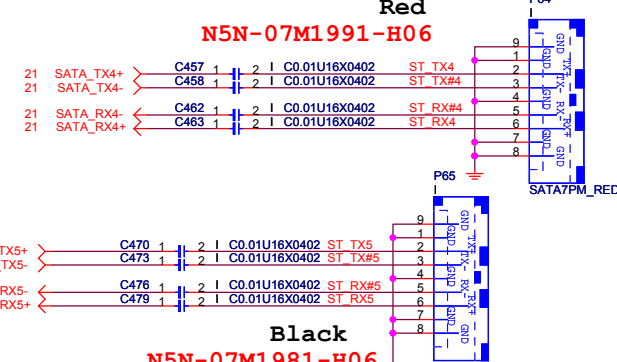 Red
N5N-07M1991-H06
21 SATA_TX4+ C457 1 2 I C0.01U16X0402 ST_TX4
21 SATA_TX4- C458 1 2 I C0.01U16X0402 ST_TX#4
21 SATA_RX4- C462 1 2 I C0.01U16X0402 ST_RX#4
21 SATA_RX4+ C463 1 2 I C0.01U16X0402 ST_RX4
9 GND
1 GND
2 TX+
3 TX-
4 GND
5 RX-
6 RX+
7 GND
8 GND
SATA7PM_RED
P65
TX5+ C470 1 2 I C0.01U16X0402 ST_TX5
TX5- C473 1 2 I C0.01U16X0402 ST_TX#5
RX5- C476 1 2 I C0.01U16X0402 ST_RX#5
RX5+ C479 1 2 I C0.01U16X0402 ST_RX5
9 GND
1 GND
2 TX+
3 TX-
4 GND
5 RX-
6 RX+
7 GND
8 GND
Black
N5N-07M1981-H06